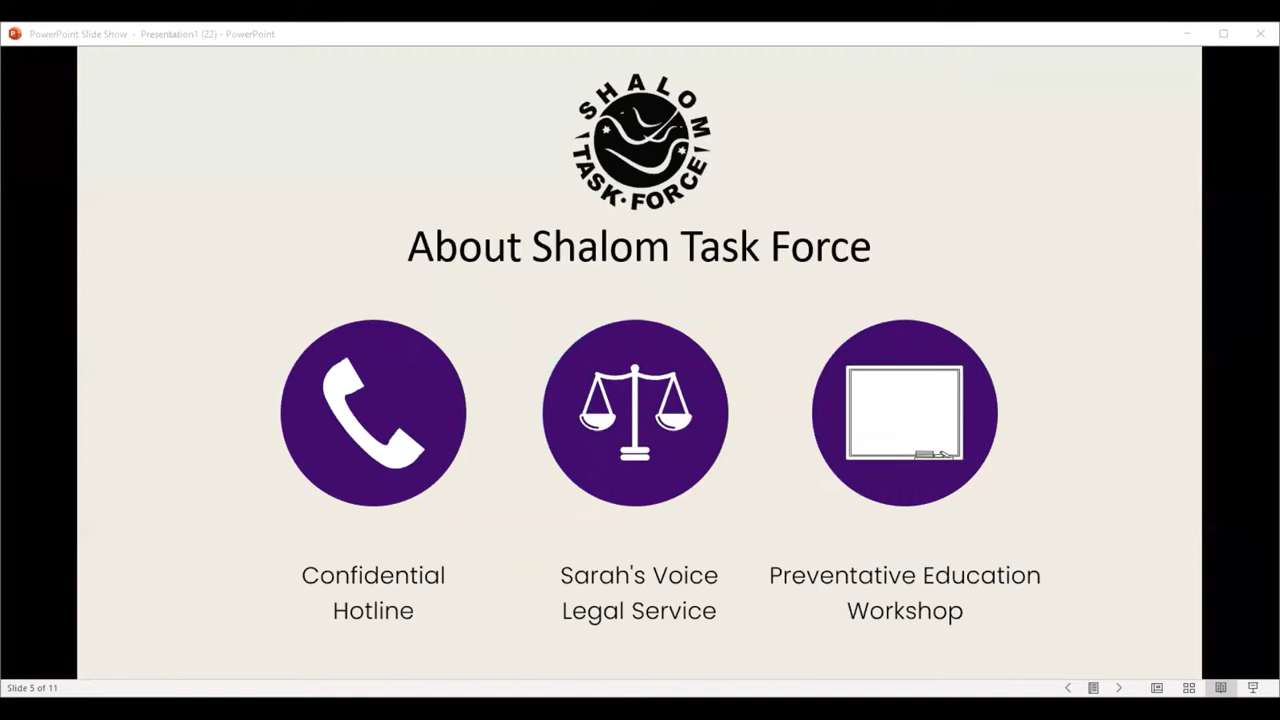 PowerPoint Slide Show - Presentation1 (22) - PowerPoint
SHALOM
TASK·FORCE
About Shalom Task Force
Confidential
Hotline
Sarah's Voice
Legal Service
Preventative Education
Workshop
Slide 5 of 11